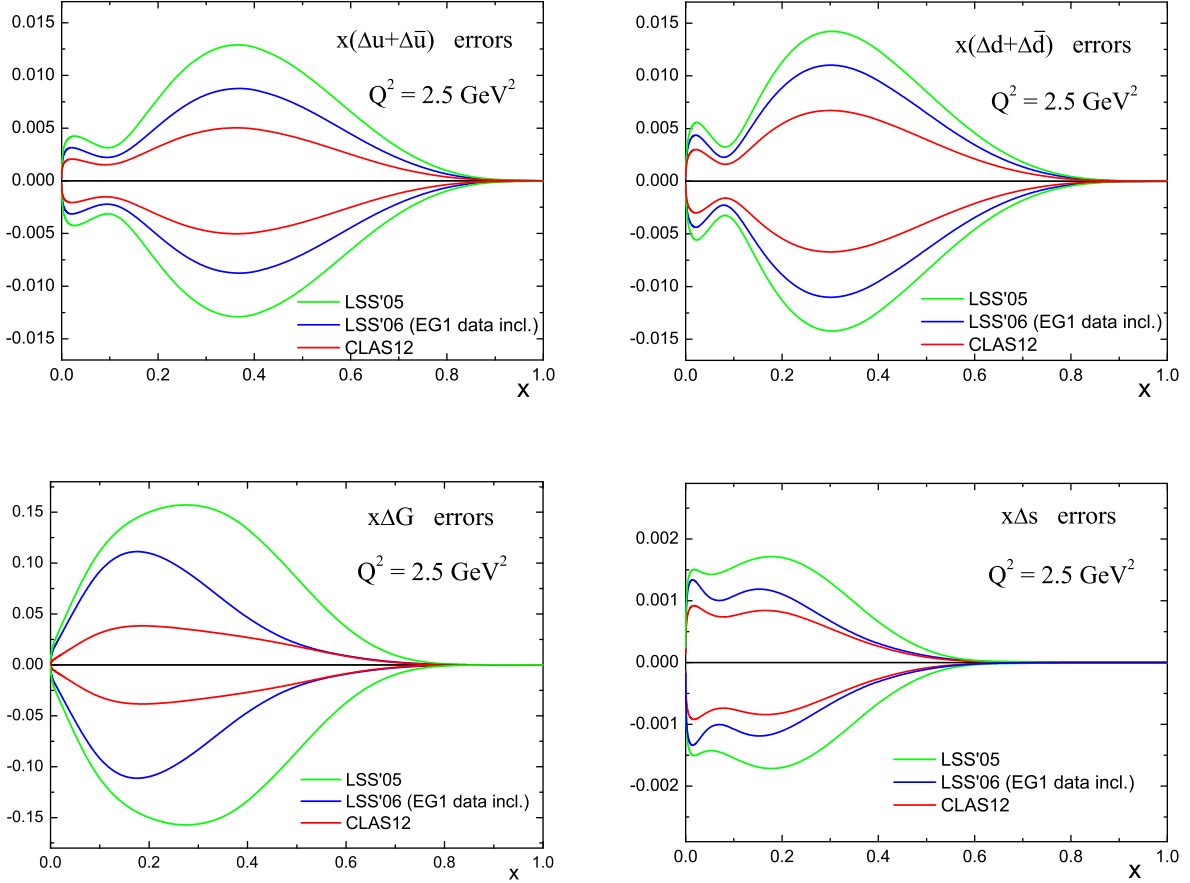 x(Δu+Δū) errors
Q² = 2.5 GeV²
0.015
0.010
0.005
0.000
-0.005
-0.010
-0.015
LSS'05
LSS'06 (EG1 data incl.)
CLAS12
0.0 0.2 0.4 0.6 0.8 1.0
x
x(Δd+Δd̄) errors
Q² = 2.5 GeV²
0.015
0.010
0.005
0.000
-0.005
-0.010
-0.015
LSS'05
LSS'06 (EG1 data incl.)
CLAS12
0.0 0.2 0.4 0.6 0.8 1.0
x
xΔG errors
Q² = 2.5 GeV²
0.15
0.10
0.05
0.00
-0.05
-0.10
-0.15
LSS'05
LSS'06 (EG1 data incl.)
CLAS12
0.0 0.2 0.4 0.6 0.8 1.0
x
xΔs errors
Q² = 2.5 GeV²
0.002
0.001
0.000
-0.001
-0.002
LSS'05
LSS'06 (EG1 data incl.)
CLAS12
0.0 0.2 0.4 0.6 0.8 1.0
x